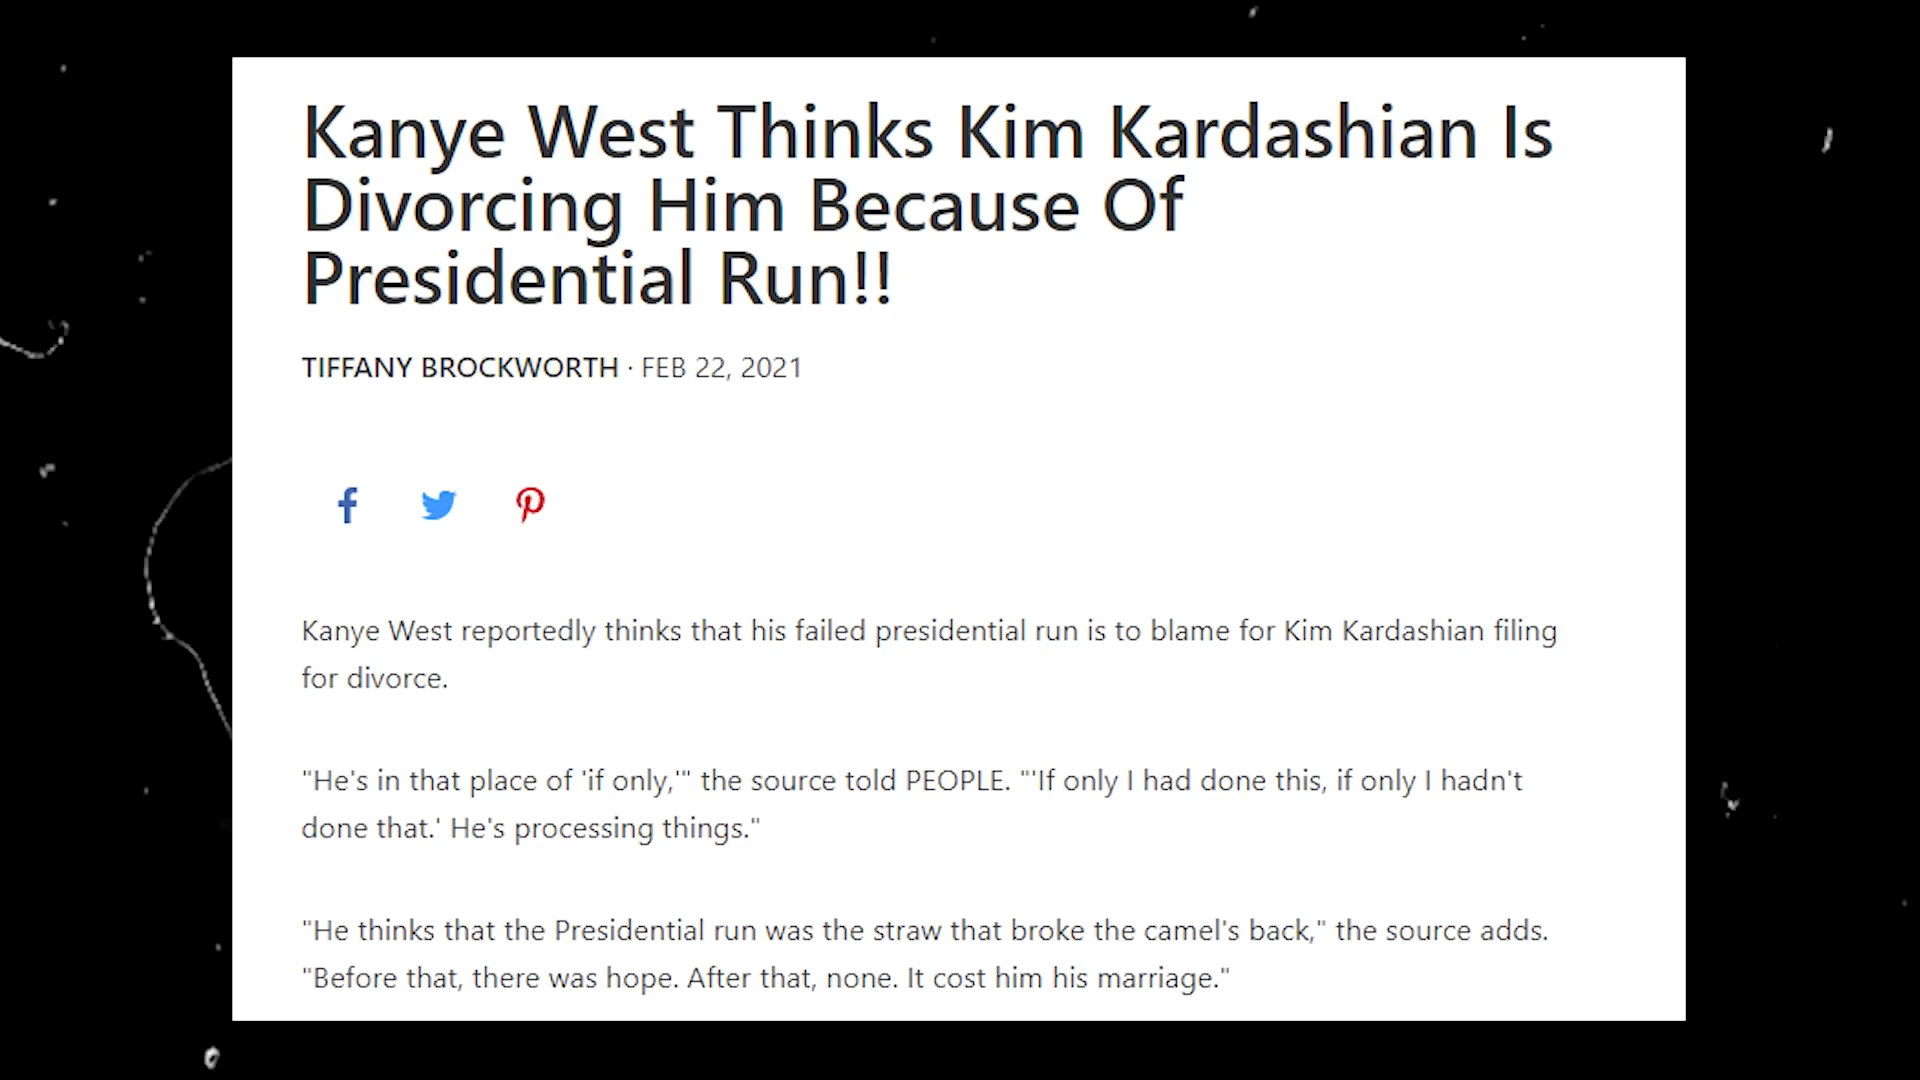 Kanye West Thinks Kim Kardashian Is
Divorcing Him Because Of
Presidential Run!!
TIFFANY BROCKWORTH · FEB 22, 2021
Kanye West reportedly thinks that his failed presidential run is to blame for Kim Kardashian filing
for divorce.
"He's in that place of 'if only,'" the source told PEOPLE. "'If only I had done this, if only I hadn't
done that.' He's processing things."
"He thinks that the Presidential run was the straw that broke the camel's back," the source adds.
"Before that, there was hope. After that, none. It cost him his marriage."